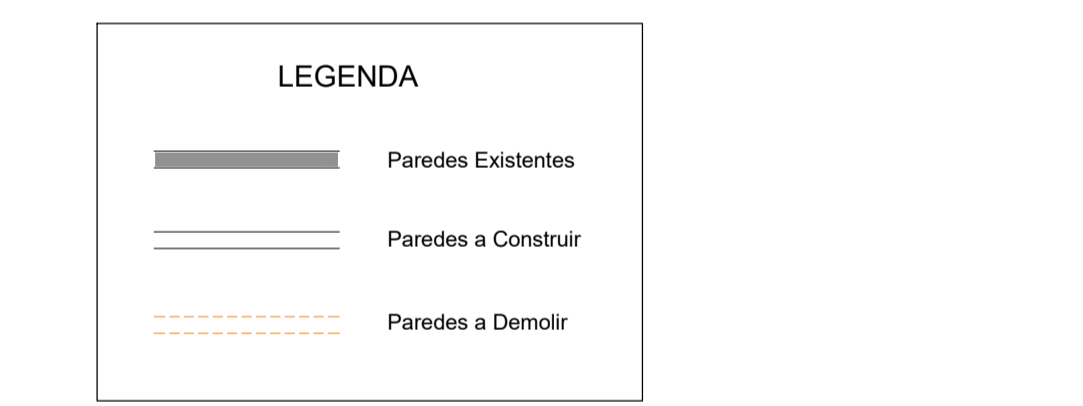 LEGENDA
Paredes Existentes
Paredes a Construir
Paredes a Demolir